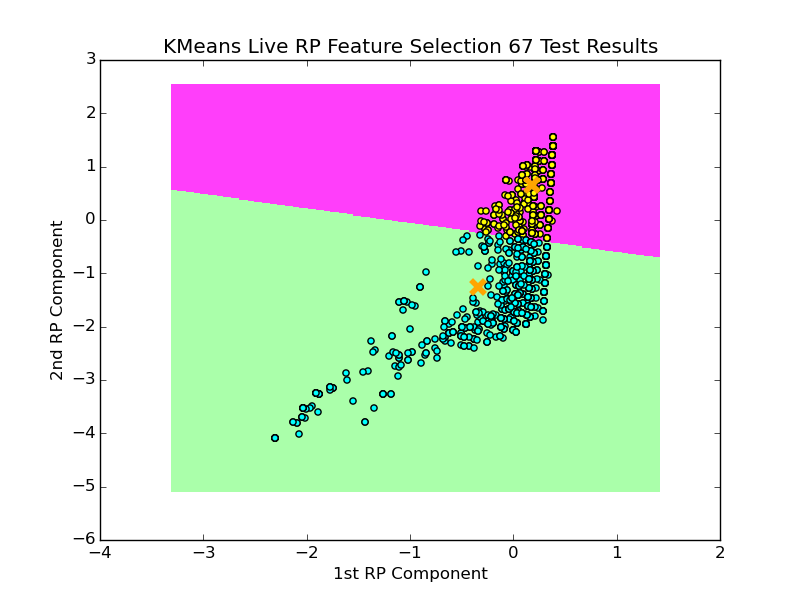 KMeans Live RP Feature Selection 67 Test Results
3
2
1
0
−1
−2
−3
−4
−5
−6
2nd RP Component
−4 −3 −2 −1 0 1 2
1st RP Component